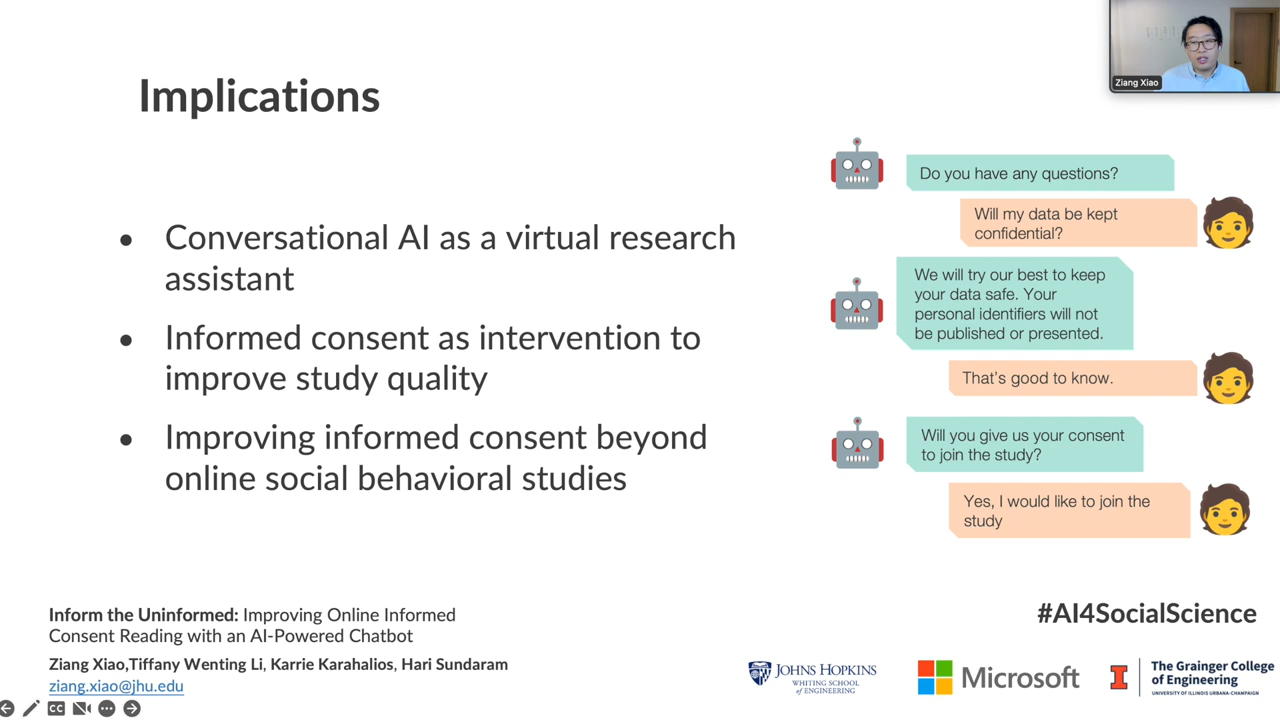 Implications
Ziang Xiao
Conversational AI as a virtual research
assistant
Informed consent as intervention to
improve study quality
Improving informed consent beyond
online social behavioral studies
Do you have any questions?
Will my data be kept
confidential?
We will try our best to keep
your data safe. Your
personal identifiers will not
be published or presented.
That's good to know.
Will you give us your consent
to join the study?
Yes, I would like to join the
study
Inform the Uninformed: Improving Online Informed
Consent Reading with an AI-Powered Chatbot
Ziang Xiao,Tiffany Wenting Li, Karrie Karahalios, Hari Sundaram
ziang.xiao@jhu.edu
#AI4SocialScience
JOHNS HOPKINS
WHITING SCHOOL
of ENGINEERING
Microsoft
I
The Grainger College
of Engineering
UNIVERSITY OF ILLINOIS URBANA-CHAMPAIGN
CC